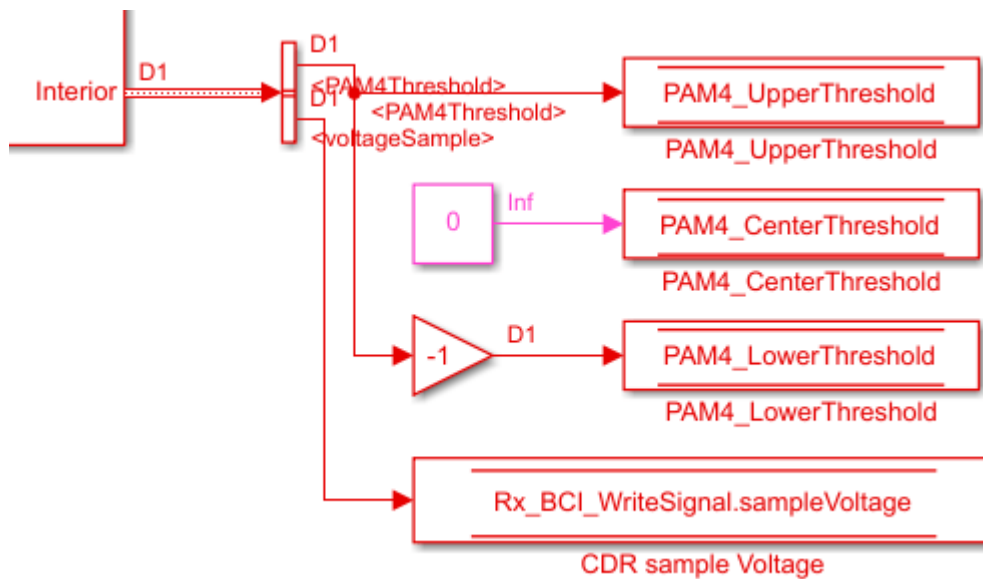 Interior
D1
D1
<PAM4Threshold>
D1
<PAM4Threshold>
<voltageSample>
PAM4_UpperThreshold
PAM4_UpperThreshold
0
Inf
PAM4_CenterThreshold
PAM4_CenterThreshold
-1
D1
PAM4_LowerThreshold
PAM4_LowerThreshold
Rx_BCI_WriteSignal.sampleVoltage
CDR sample Voltage